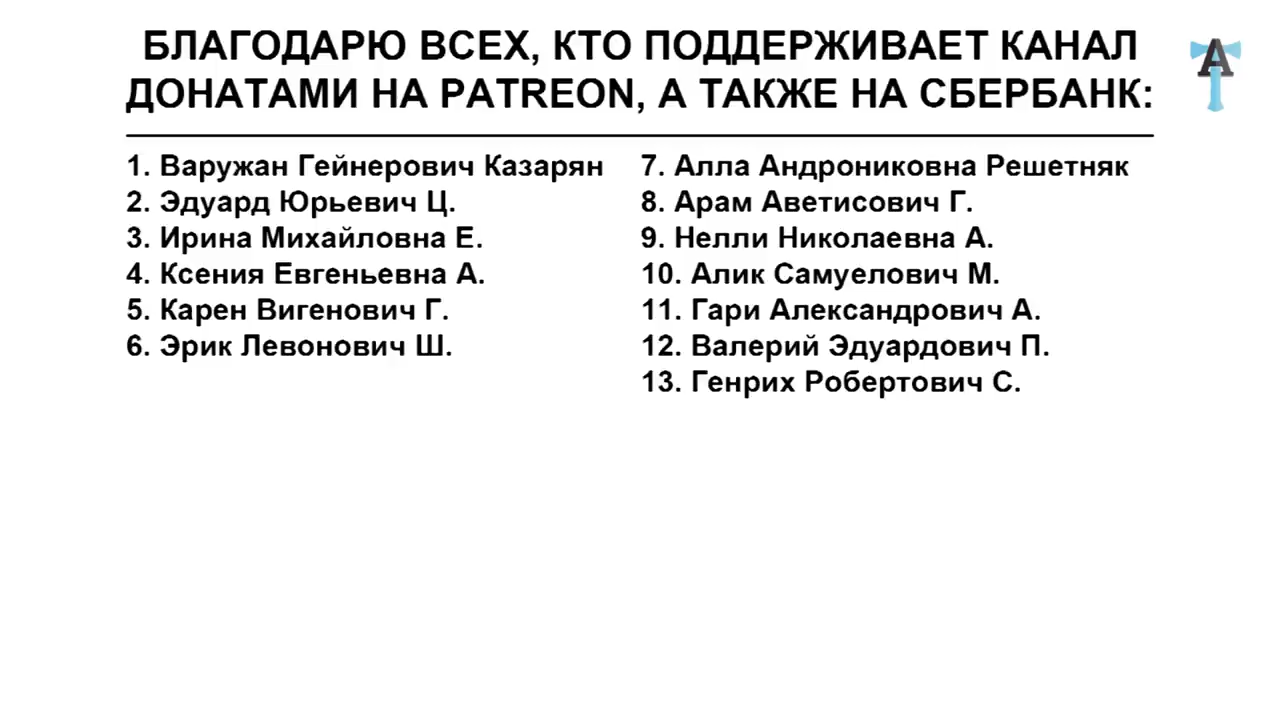 БЛАГОДАРЮ ВСЕХ, КТО ПОДДЕРЖИВАЕТ КАНАЛ
ДОНАТАМИ НА PATREON, А ТАКЖЕ НА СБЕРБАНК:
1. Варужан Гейнерович Казарян
2. Эдуард Юрьевич Ц.
3. Ирина Михайловна Е.
4. Ксения Евгеньевна А.
5. Карен Вигенович Г.
6. Эрик Левонович Ш.
7. Алла Андрониковна Решетняк
8. Арам Аветисович Г.
9. Нелли Николаевна А.
10. Алик Самуелович М.
11. Гари Александрович А.
12. Валерий Эдуардович П.
13. Генрих Робертович С.